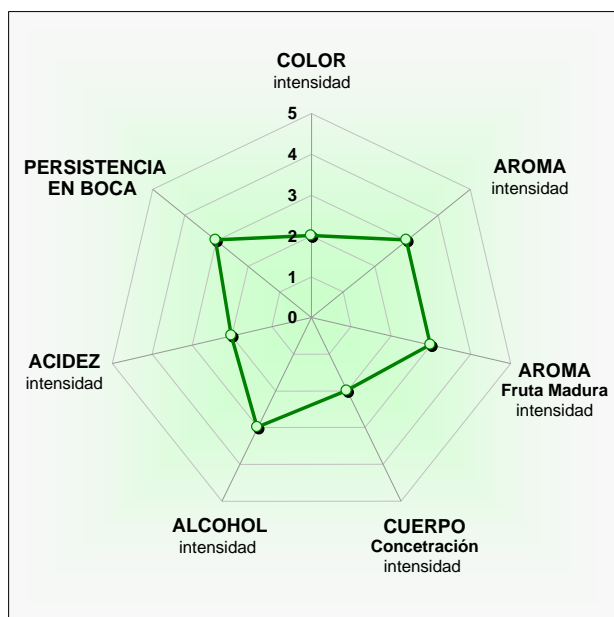 COLOR
intensidad
5
4
3
2
1
0
AROMA
intensidad
AROMA
Fruta Madura
intensidad
CUERPO
Concetración
intensidad
ALCOHOL
intensidad
ACIDEZ
intensidad
PERSISTENCIA
EN BOCA